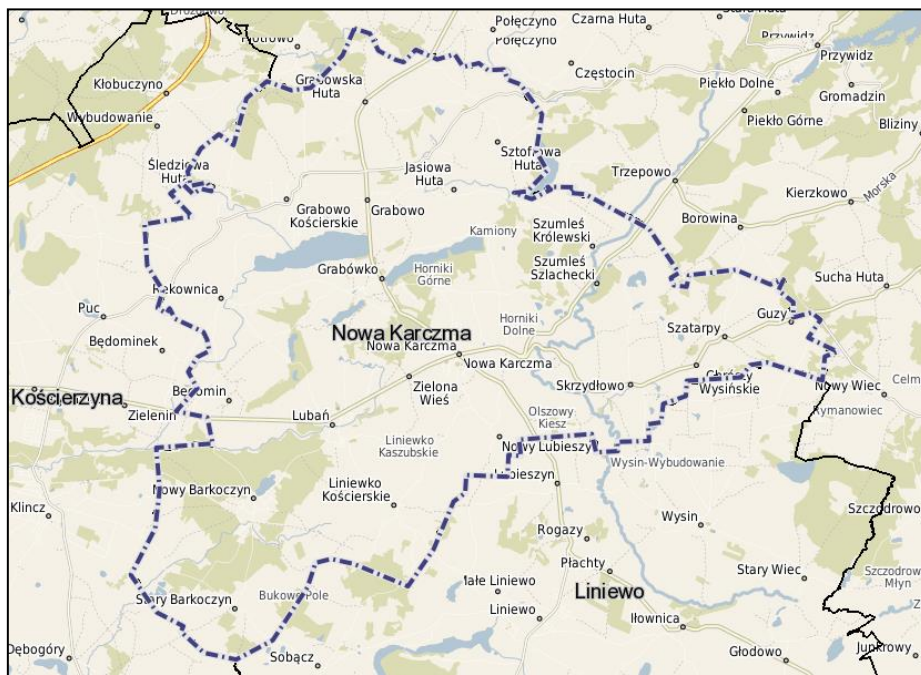 Połęczyno
Czarna Huta
Połęczyno
Przywidz
Przywidz
Częstocin
Kłobuczyno
Grabowska
Huta
Piekło Dolne
Gromadzin
Wybudowanie
Piekło Górne
Bliziny
Sztofrowa
Huta
Śledziowa
Huta
Jasiowa
Huta
Trzepowo
Kierzkowo
Morska
Grabowo
Kościerskie
Grabowo
Borowina
Szumleś
Królewski
Kamiony
Szumleś
Szlachecki
Grabówko
Horniki
Górne
Sucha Huta
Rekownica
Puc
Guzy
Horniki
Dolne
Szatarpy
Nowa Karczma
Będominek
Nowa Karczma
Nowa Karczma
Będomin
Zielona
Wieś
Skrzydłowo
Wysińskie
Nowy Wiec
Kościerzyna
Zielenin
Rymanowiec
Lubań
Olszowy
Kiesz
Liniewko
Kaszubskie
Nowy Lubieszyn
Wysin-Wybudowanie
Lubieszyn
Nowy Barkoczyn
Liniewko
Kościerskie
Klincz
Szczodrowo
Wysin
Rogazy
Płachty
Szczodrow
Młyn
Małe Liniewo
Stary Wiec
Bukowe Pole
Liniewo
Stary Barkoczyn
Liniewo
Iłownica
Dębogóry
Sobącz
Głodowo
Junkrowy